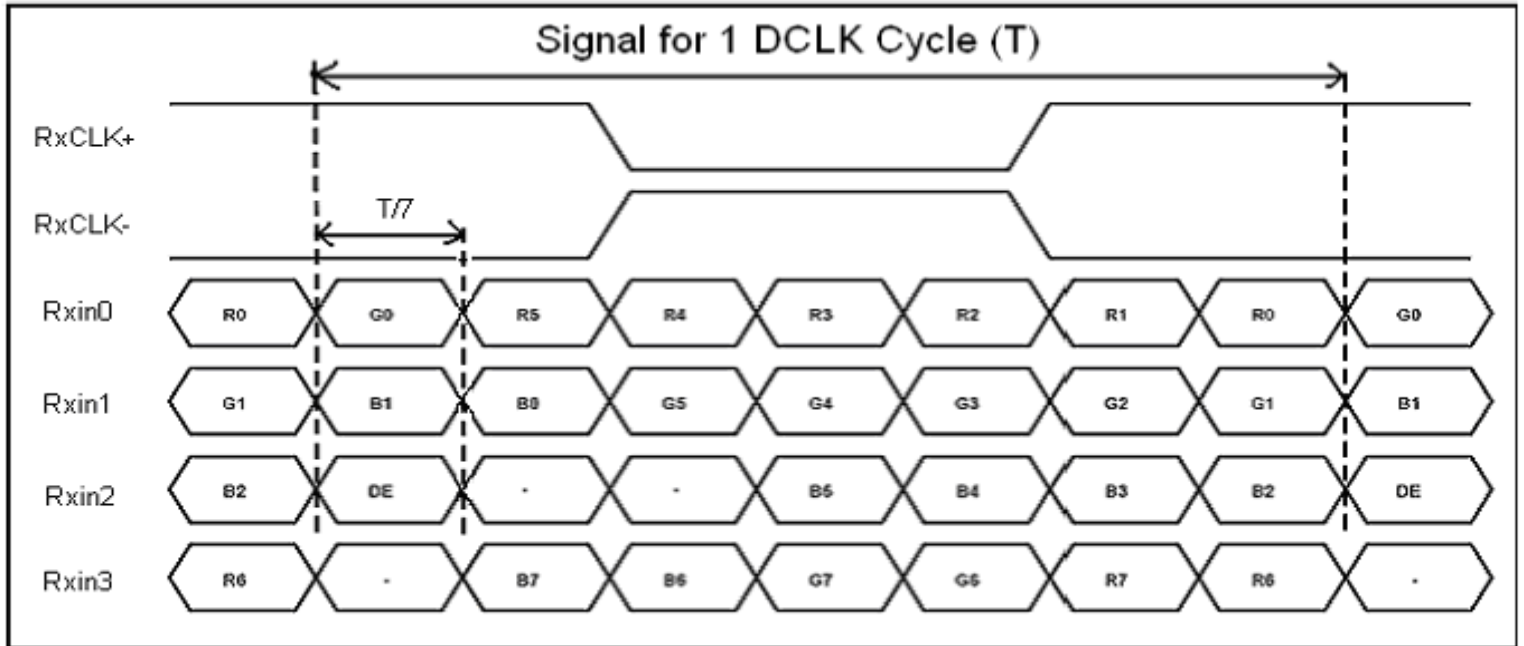 Signal for 1 DCLK Cycle (T)
RxCLK+
RxCLK-
T/7
Rxin0 R0 G0 R5 R4 R3 R2 R1 R0 G0
Rxin1 G1 B1 B0 G5 G4 G3 G2 G1 B1
Rxin2 B2 DE - - B5 B4 B3 B2 DE
Rxin3 R6 - B7 B6 G7 G6 R7 R6 -